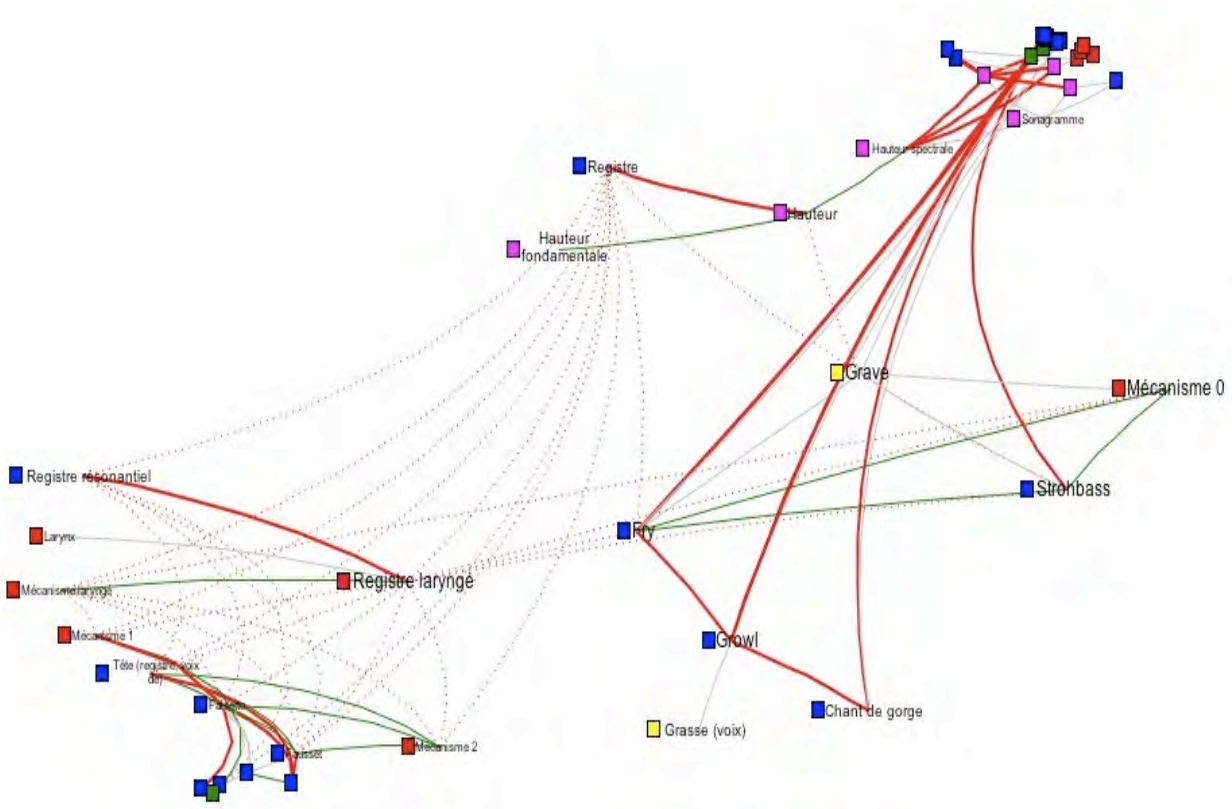 Sonagramme
Hauteur spectrale
Registre
Hauteur
Hauteur
fondamentale
Grave
Mécanisme 0
Registre résonantiel
Strohbass
Fry
Larynx
Registre laryngé
Mécanisme laryngé
Mécanisme 1
Growl
Tête (registre, voix
de)
Chant de gorge
Grasse (voix)
Mécanisme 2
Fausset